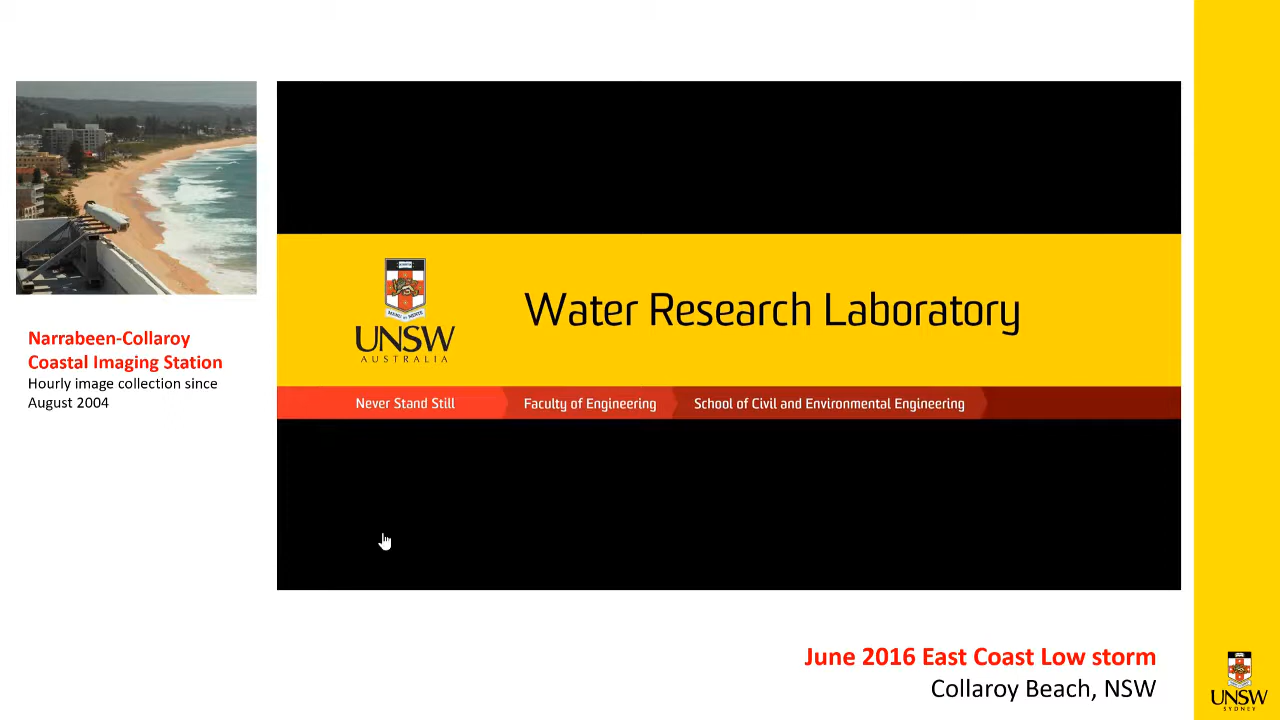 Narrabeen-Collaroy
Coastal Imaging Station
Hourly image collection since
August 2004
UNSW
AUSTRALIA
Water Research Laboratory
Never Stand Still
Faculty of Engineering
School of Civil and Environmental Engineering
June 2016 East Coast Low storm
Collaroy Beach, NSW
UNSW
SYDNEY